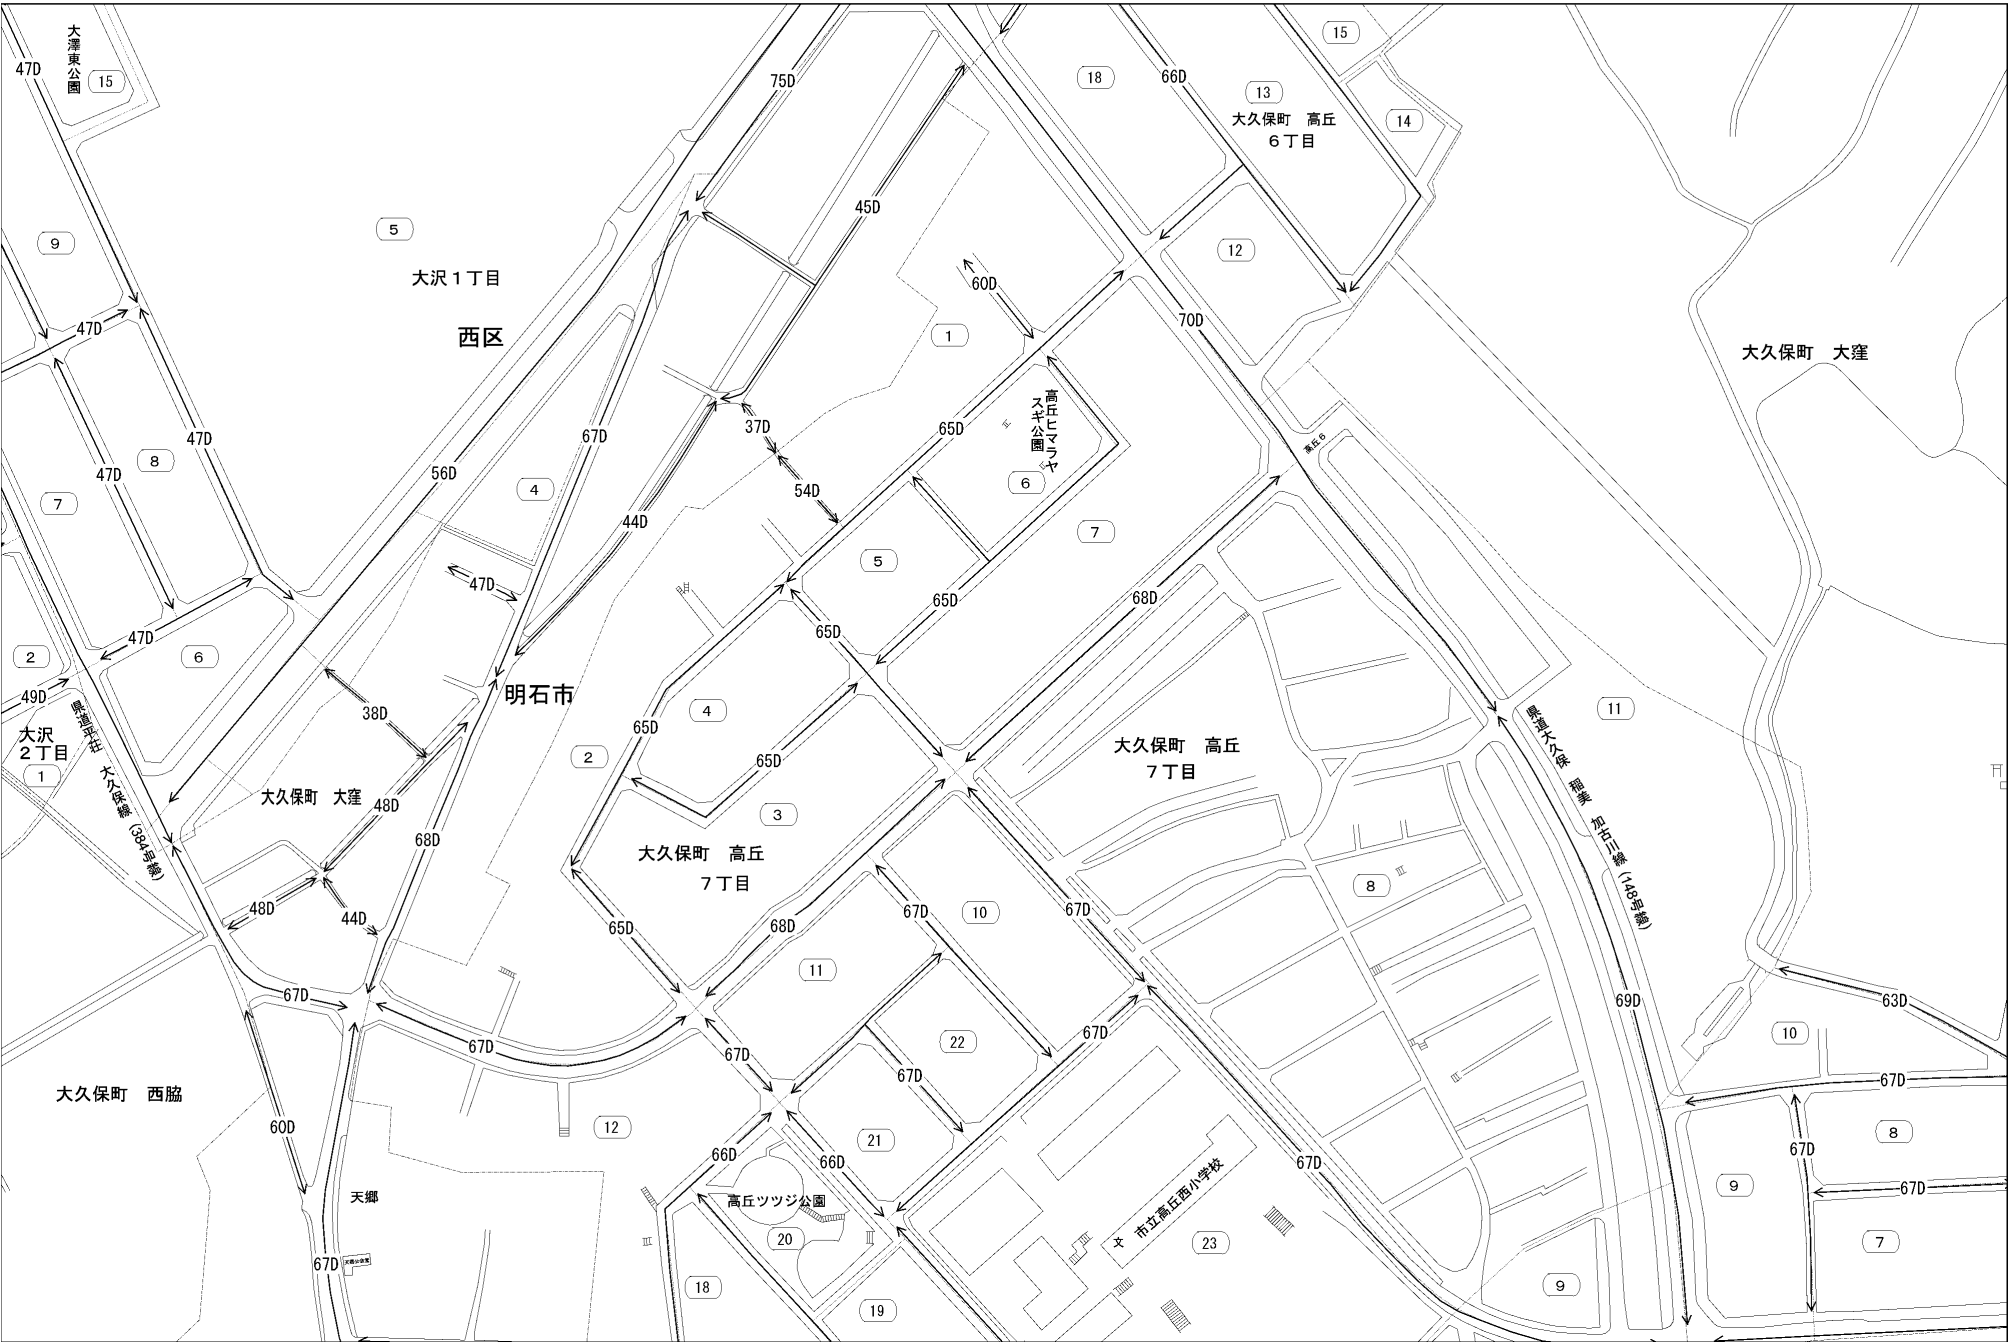 47D
大澤東公園
15
75D
18
66D
13
大久保町　高丘
６丁目
15
14
9
5
大沢１丁目
西区
47D
45D
60D
12
70D
1
大久保町　大窪
47D
8
47D
7
56D
67D
4
37D
54D
65D
高丘ヒマラヤ
スギ公園
6
高丘６
7
44D
47D
5
65D
68D
65D
47D
6
2
49D
大沢
２丁目
1
県道平荘　大久保線 (384号線)
38D
明石市
大久保町　大窪
48D
68D
48D
44D
65D
4
2
65D
3
大久保町　高丘
７丁目
大久保町　高丘
７丁目
11
県道大久保　稲美　加古川線 (148号線)
8
67D
10
67D
68D
65D
11
67D
67D
67D
22
67D
67D
69D
63D
10
67D
大久保町　西脇
60D
12
21
66D
66D
67D
8
67D
67D
9
7
天郷
高丘ツツジ公園
20
市立高丘西小学校
文
23
67D
18
19
9